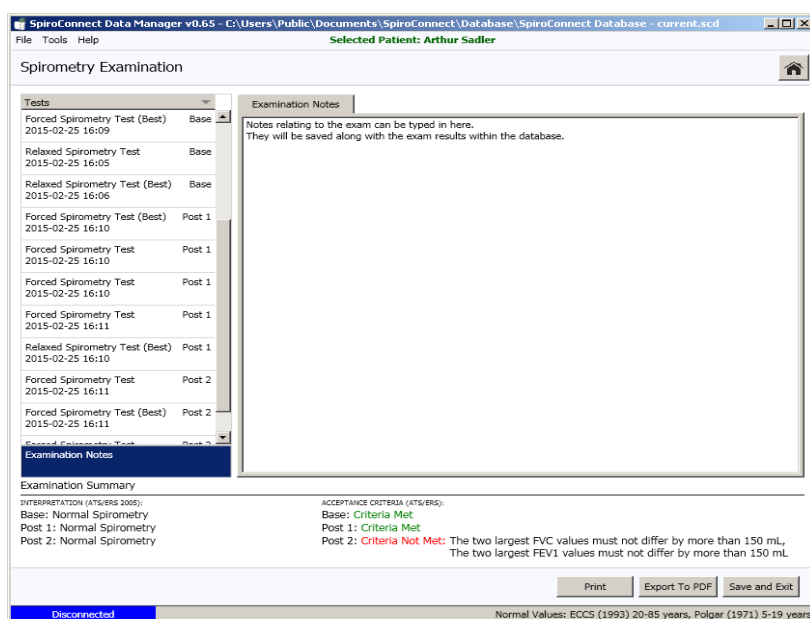 SpiroConnect Data Manager v0.65 - C:\Users\Public\Documents\SpiroConnect\Database\SpiroConnect Database - current.scd
File Tools Help
Selected Patient: Arthur Sadler
Spirometry Examination
Tests
Forced Spirometry Test (Best) Base
2015-02-25 16:09
Relaxed Spirometry Test Base
2015-02-25 16:05
Relaxed Spirometry Test (Best) Base
2015-02-25 16:06
Forced Spirometry Test (Best) Post 1
2015-02-25 16:10
Forced Spirometry Test Post 1
2015-02-25 16:10
Forced Spirometry Test Post 1
2015-02-25 16:10
Forced Spirometry Test Post 1
2015-02-25 16:11
Relaxed Spirometry Test (Best) Post 1
2015-02-25 16:10
Forced Spirometry Test Post 2
2015-02-25 16:11
Forced Spirometry Test (Best) Post 2
2015-02-25 16:11
Forced Spirometry Test Post 2
Examination Notes
Examination Notes
Notes relating to the exam can be typed in here.
They will be saved along with the exam results within the database.
Examination Summary
INTERPRETATION (ATS/ERS 2005):
Base: Normal Spirometry
Post 1: Normal Spirometry
Post 2: Normal Spirometry
ACCEPTANCE CRITERIA (ATS/ERS):
Base: Criteria Met
Post 1: Criteria Met
Post 2: Criteria Not Met: The two largest FVC values must not differ by more than 150 mL,
The two largest FEV1 values must not differ by more than 150 mL
Print
Export To PDF
Save and Exit
Disconnected
Normal Values: ECCS (1993) 20-85 years, Polgar (1971) 5-19 years